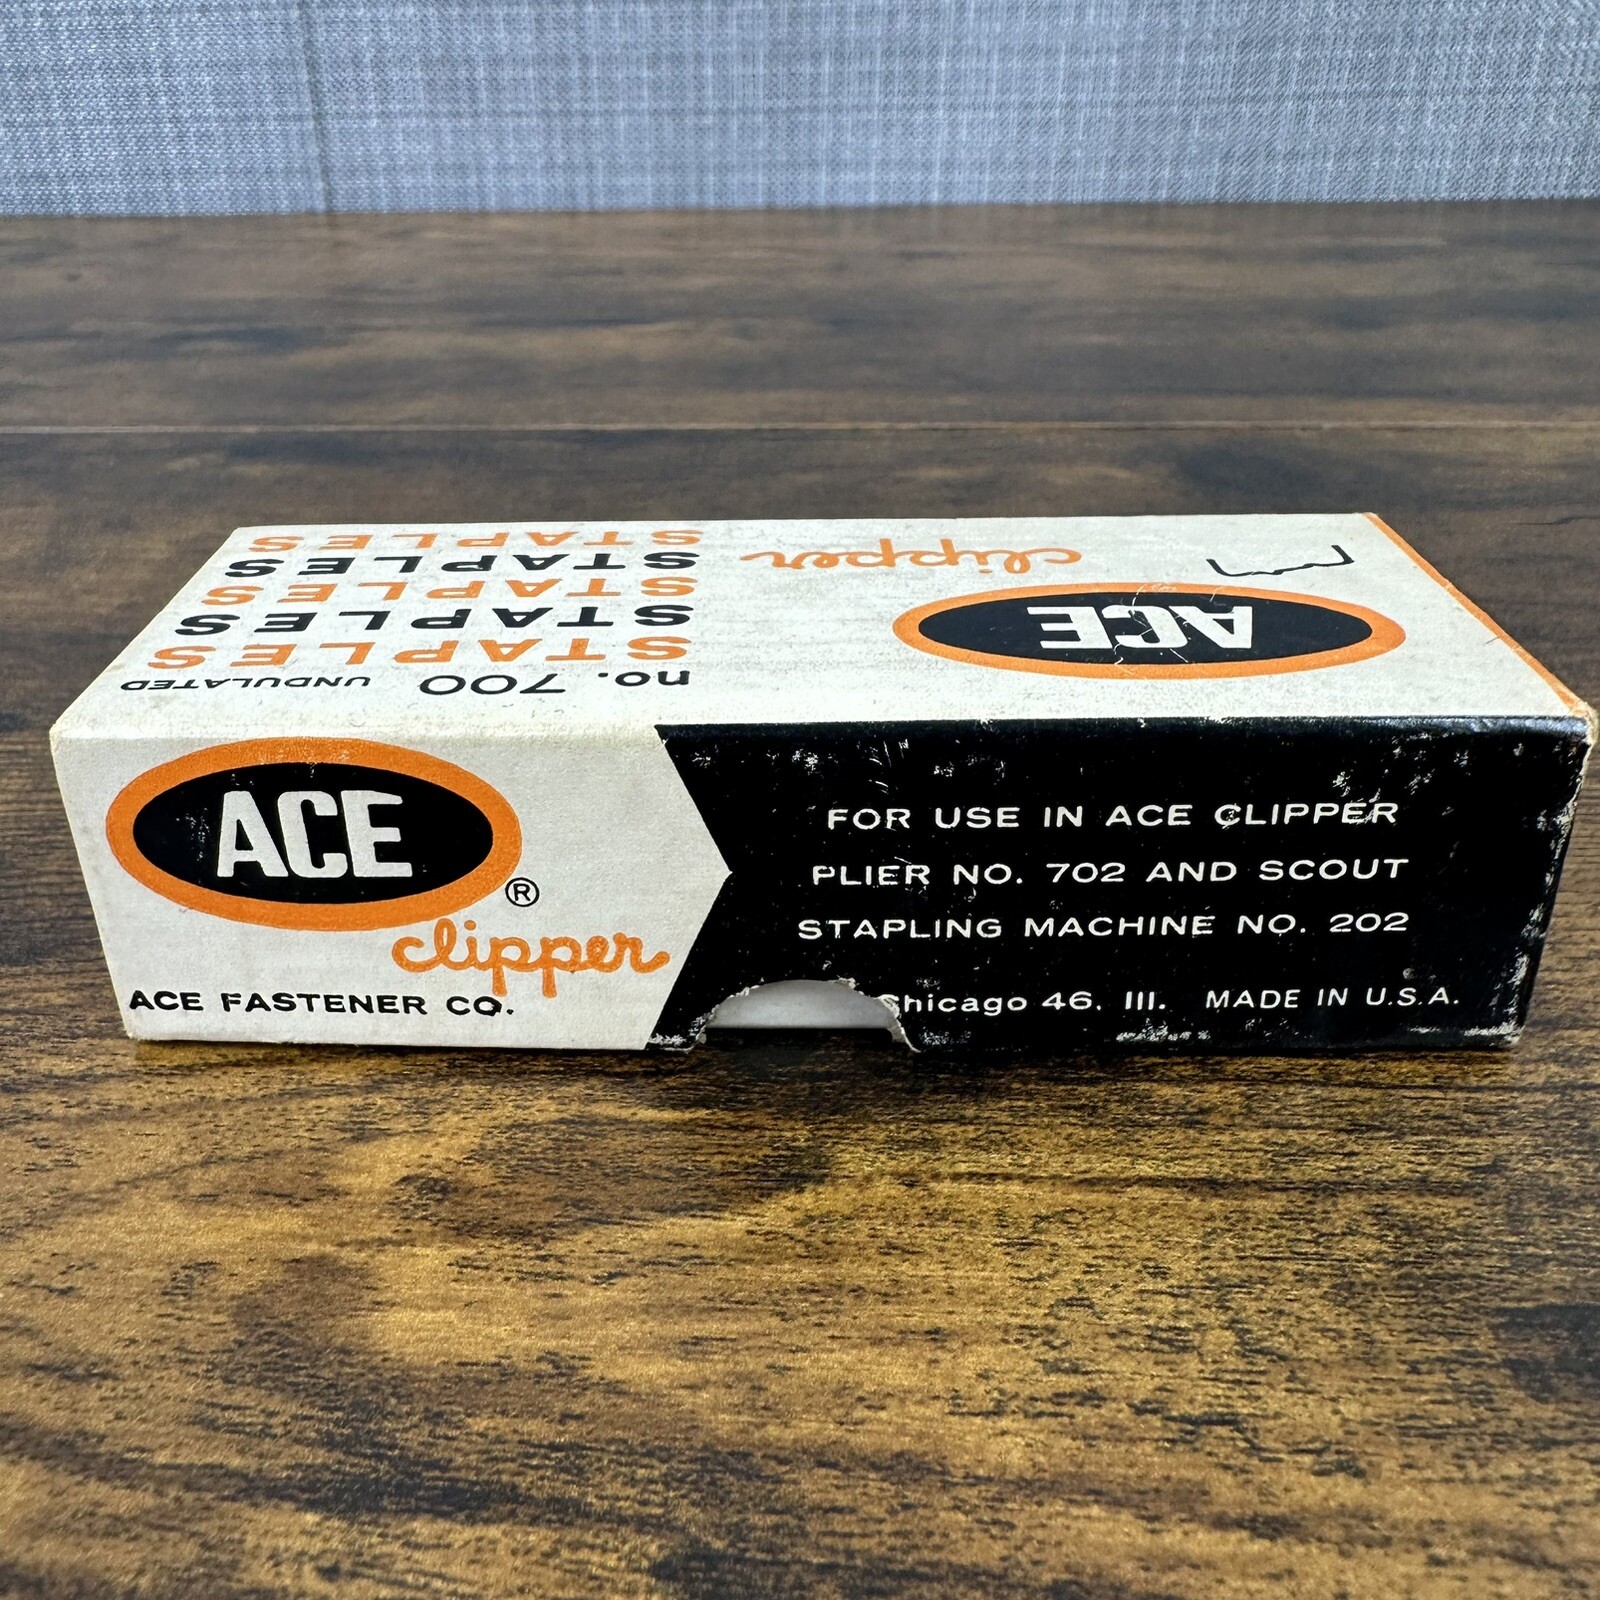 clipper
ACE
STAPLES
STAPLES
STAPLES
STAPLES
STAPLES
no. 700 UNDULATED
ACE
®
clipper
ACE FASTENER CO.
FOR USE IN ACE CLIPPER
PLIER NO. 702 AND SCOUT
STAPLING MACHINE NO. 202
Chicago 46, Ill. MADE IN U.S.A.